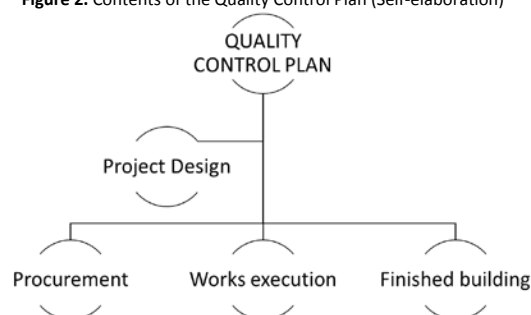 Figure 2. Contents of the Quality Control Plan (Self-elaboration)
QUALITY
CONTROL PLAN
Project Design
Procurement
Works execution
Finished building